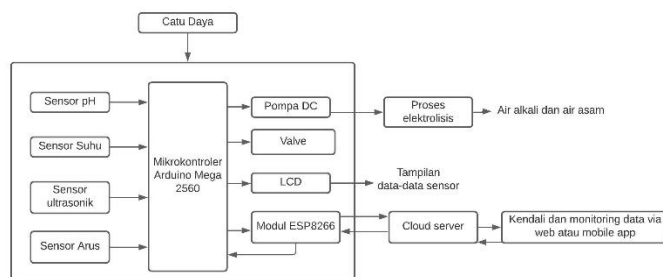 Catu Daya
Sensor pH
Sensor Suhu
Sensor
ultrasonik
Sensor Arus
Mikrokontroler
Arduino Mega
2560
Pompa DC
Valve
LCD
Modul ESP8266
Proses
elektrolisis
Air alkali dan air asam
Tampilan
data-data sensor
Cloud server
Kendali dan monitoring data via
web atau mobile app